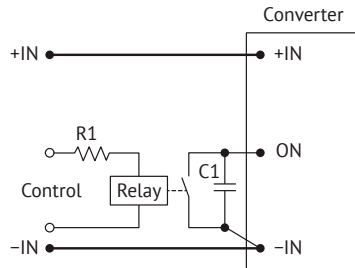 Converter
+IN
+IN
R1
ON
C1
Control
Relay
−IN
−IN